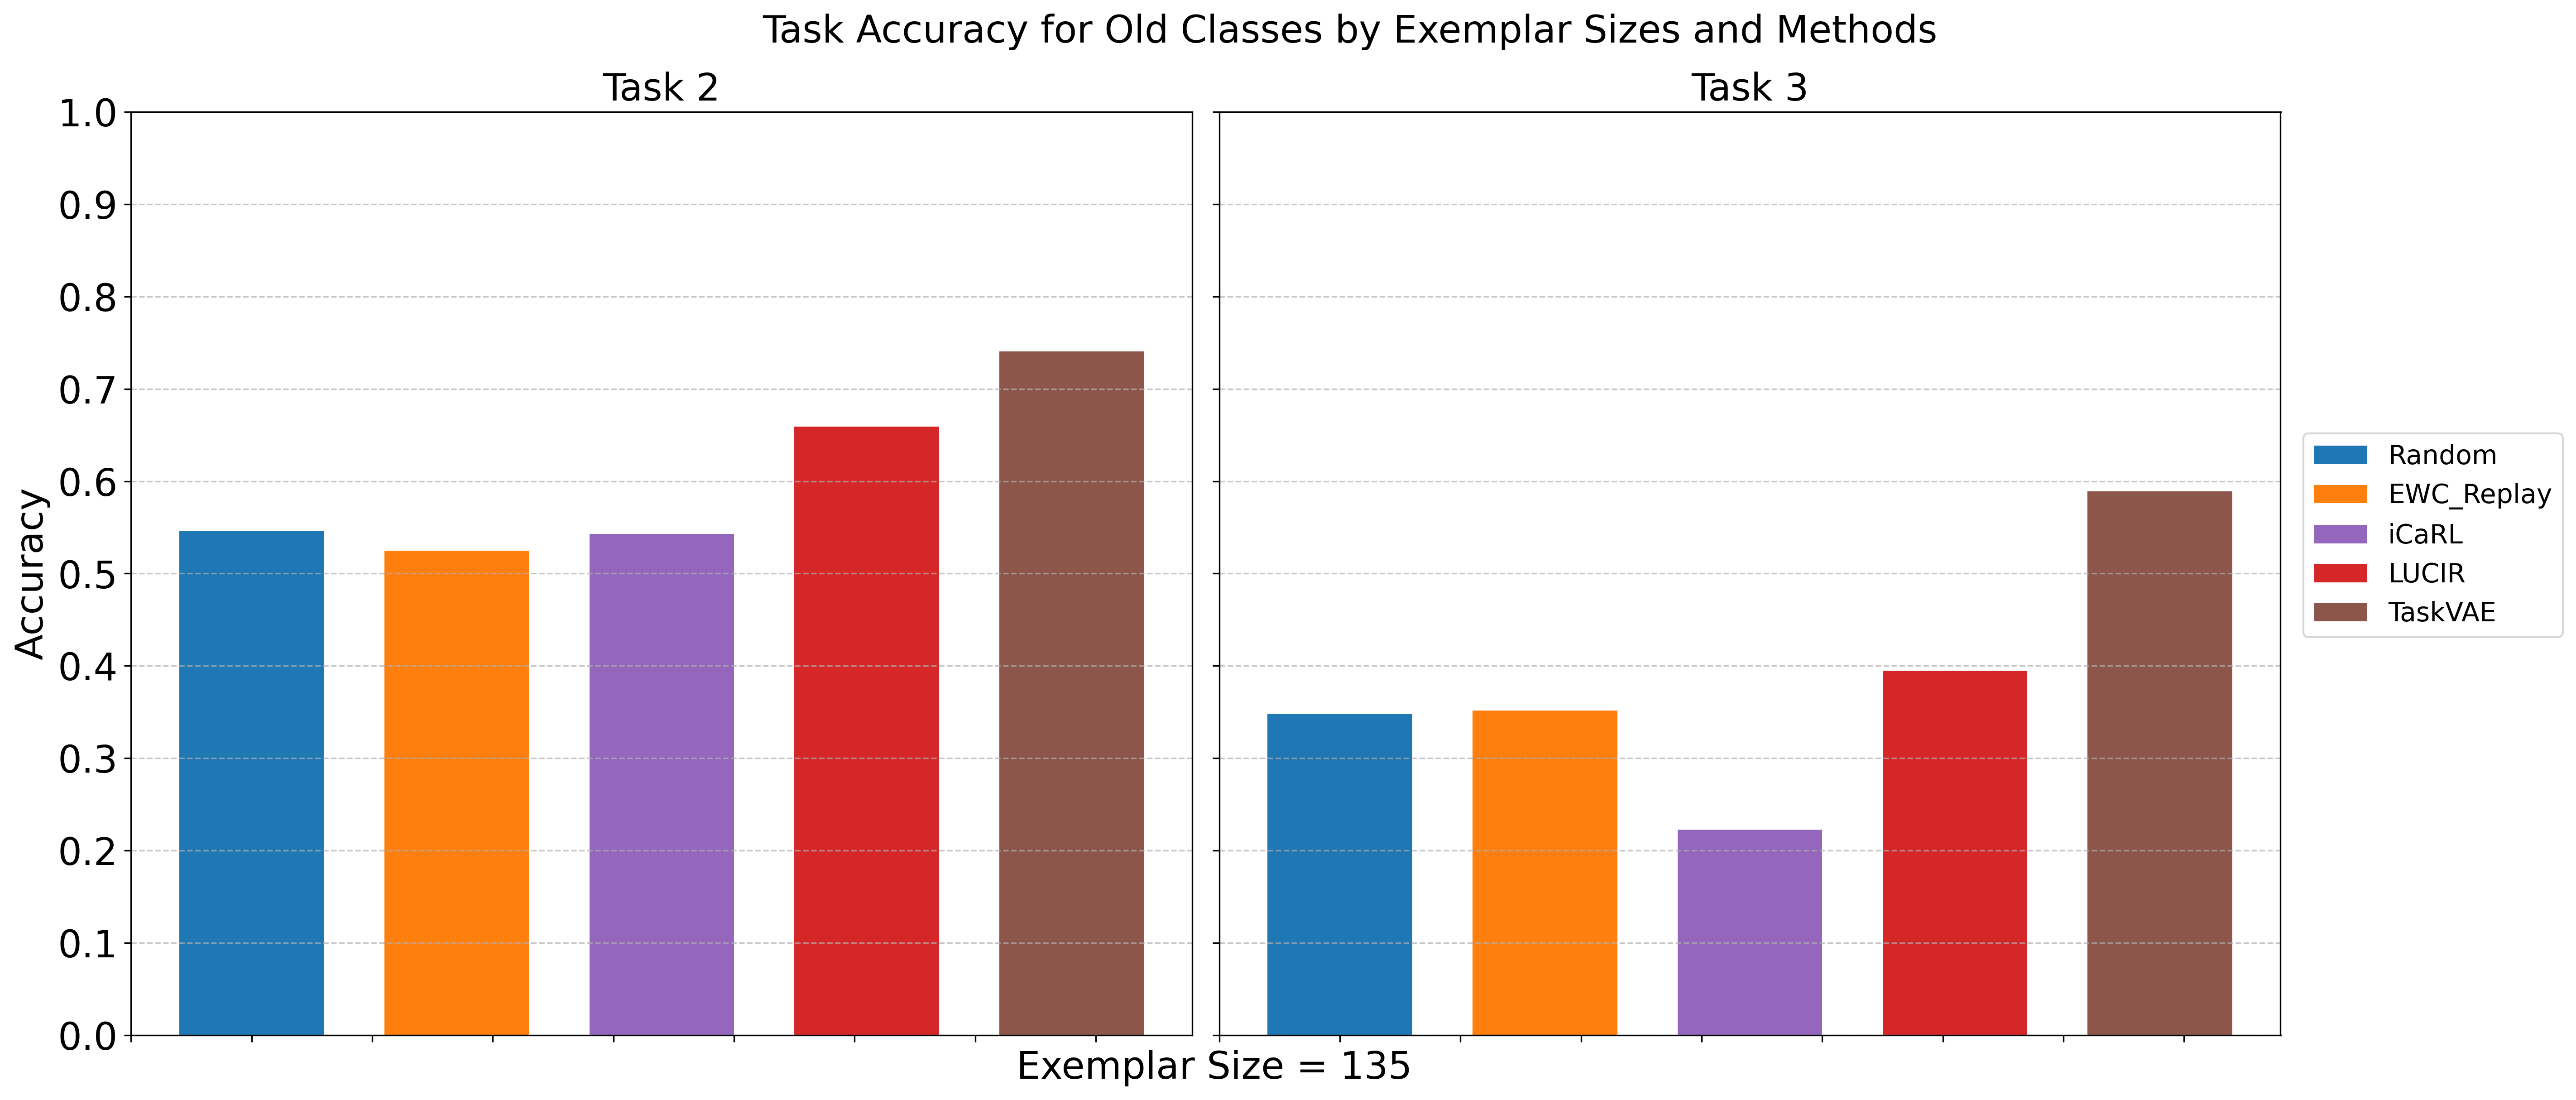 Task Accuracy for Old Classes by Exemplar Sizes and Methods
Task 2
Task 3
1.0
0.9
0.8
0.7
0.6
0.5
0.4
0.3
0.2
0.1
0.0
Accuracy
Exemplar Size = 135
Random
EWC_Replay
iCaRL
LUCIR
TaskVAE